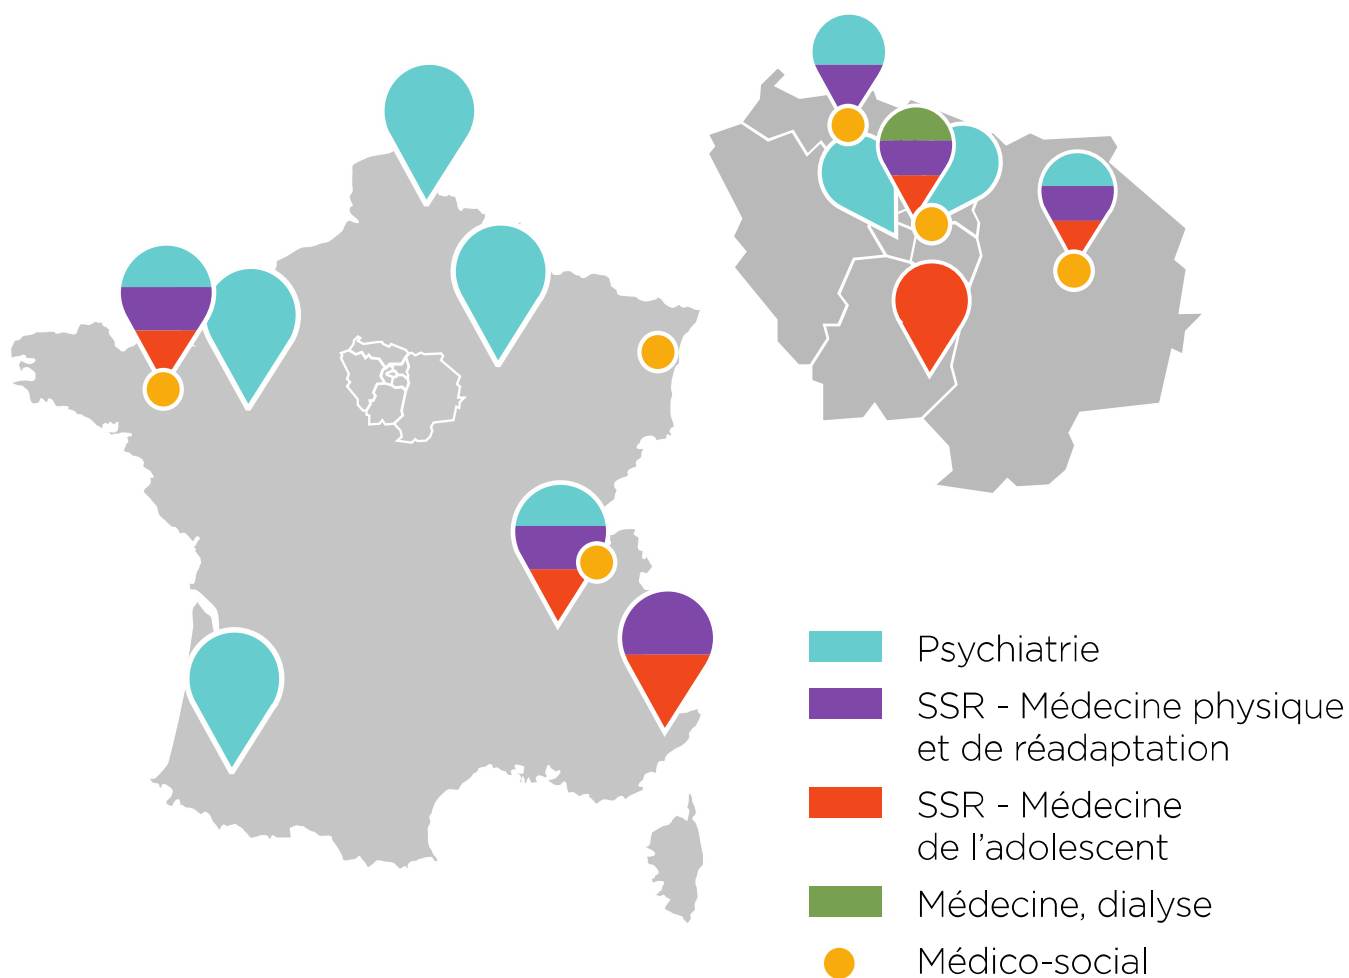 Psychiatrie
SSR - Médecine physique
et de réadaptation
SSR - Médecine
de l'adolescent
Médecine, dialyse
Médico-social